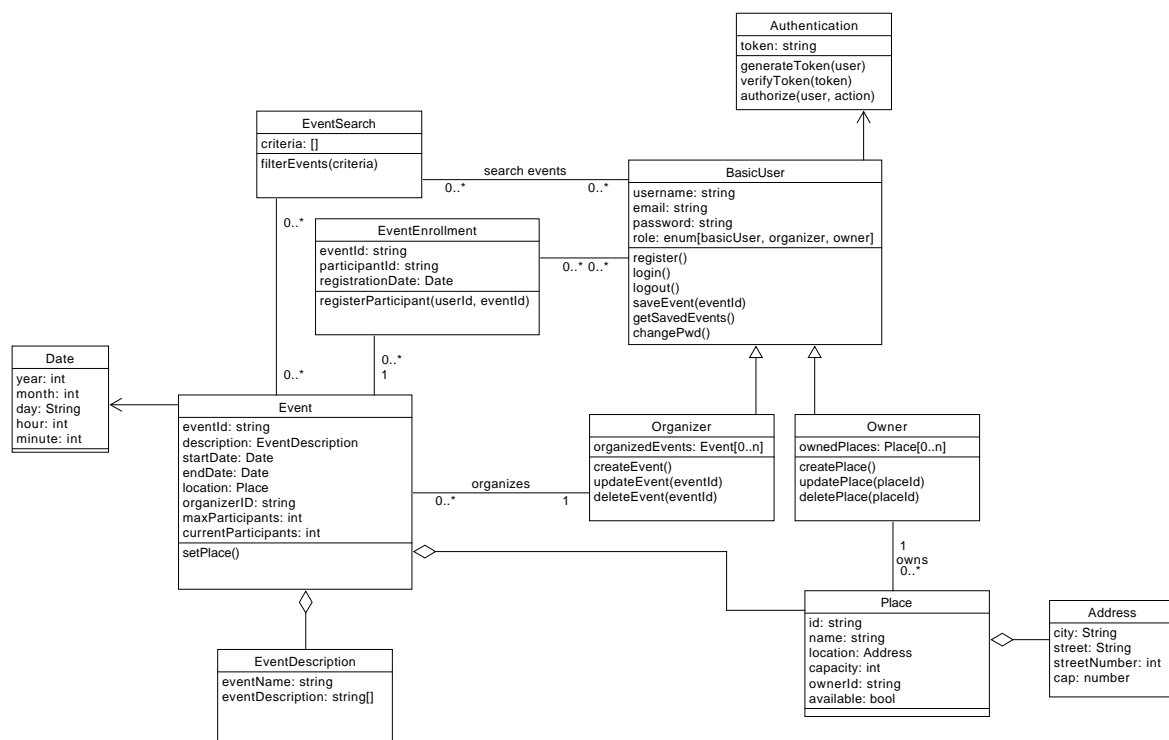 Authentication
token: string
generateToken(user)
verifyToken(token)
authorize(user, action)
EventSearch
criteria: []
filterEvents(criteria)
search events
0..*
0..*
BasicUser
username: string
email: string
password: string
role: enum[basicUser, organizer, owner]
register()
login()
logout()
saveEvent(eventId)
getSavedEvents()
changePwd()
0..*
EventEnrollment
eventId: string
participantId: string
registrationDate: Date
registerParticipant(userId, eventId)
0..* 0..*
0..*
1
0..*
Date
year: int
month: int
day: String
hour: int
minute: int
Event
eventId: string
description: EventDescription
startDate: Date
endDate: Date
location: Place
organizerID: string
maxParticipants: int
currentParticipants: int
setPlace()
organizes
0..*
1
Organizer
organizedEvents: Event[0..n]
createEvent()
updateEvent(eventId)
deleteEvent(eventId)
Owner
ownedPlaces: Place[0..n]
createPlace()
updatePlace(placeId)
deletePlace(placeId)
1
owns
0..*
Place
id: string
name: string
location: Address
capacity: int
ownerId: string
available: bool
Address
city: String
street: String
streetNumber: int
cap: number
EventDescription
eventName: string
eventDescription: string[]